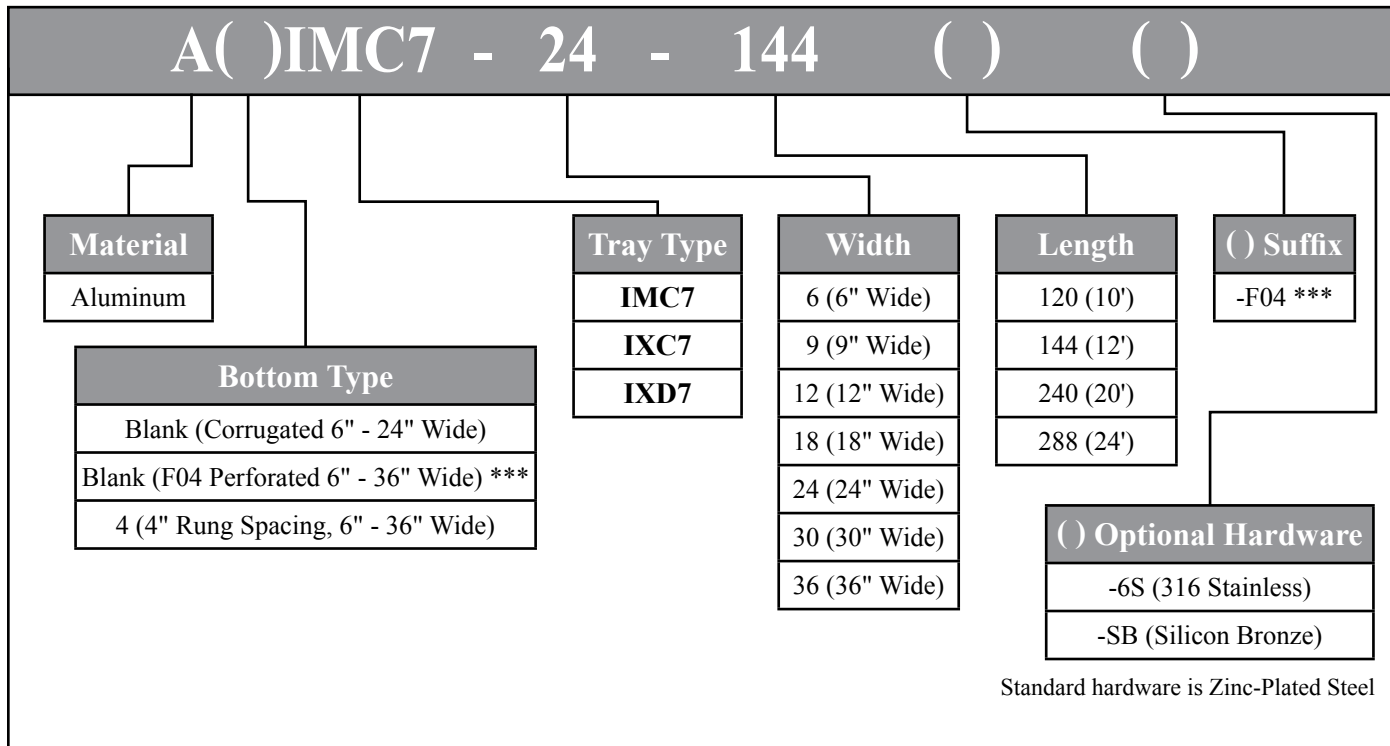 A( )IMC7 - 24 - 144 ( ) ( )
Material
Aluminum
Bottom Type
Blank (Corrugated 6" - 24" Wide)
Blank (F04 Perforated 6" - 36" Wide) ***
4 (4" Rung Spacing, 6" - 36" Wide)
Tray Type
IMC7
IXC7
IXD7
Width
6 (6" Wide)
9 (9" Wide)
12 (12" Wide)
18 (18" Wide)
24 (24" Wide)
30 (30" Wide)
36 (36" Wide)
Length
120 (10')
144 (12')
240 (20')
288 (24')
( ) Suffix
-F04 ***
( ) Optional Hardware
-6S (316 Stainless)
-SB (Silicon Bronze)
Standard hardware is Zinc-Plated Steel